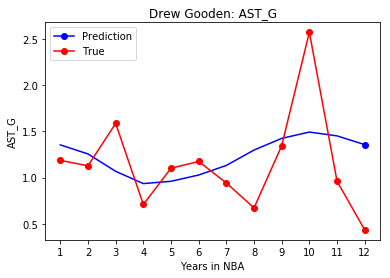 Drew Gooden: AST_G
Prediction
True
AST_G
2.5
2.0
1.5
1.0
0.5
1 2 3 4 5 6 7 8 9 10 11 12
Years in NBA